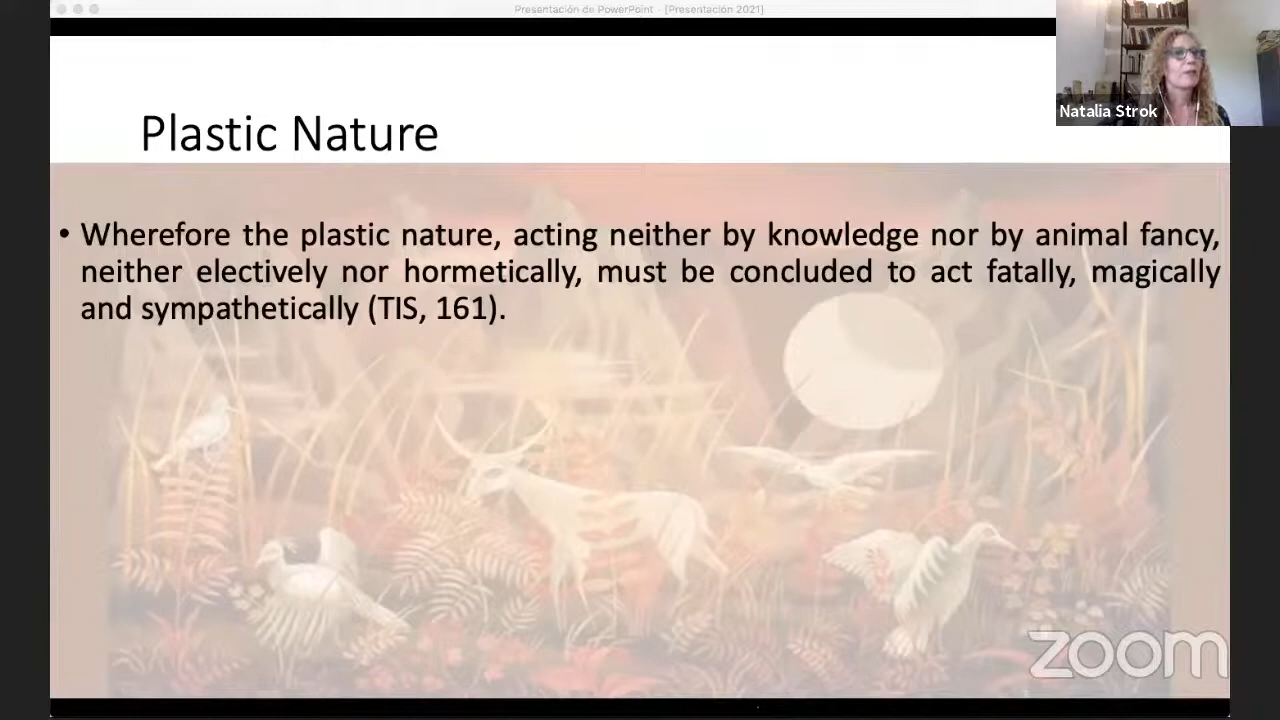 Presentación de PowerPoint - [Presentación 2021]
Natalia Strok
Plastic Nature
• Wherefore the plastic nature, acting neither by knowledge nor by animal fancy,
neither electively nor hormetically, must be concluded to act fatally, magically
and sympathetically (TIS, 161).
zoom